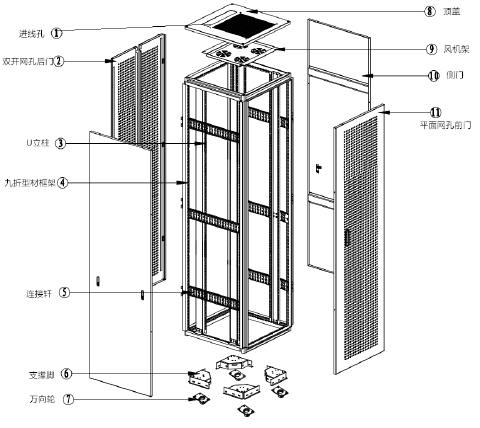 进线孔 ①
双开网孔后门 ②
U立柱 ③
九折型材框架 ④
连接钎 ⑤
支撑脚 ⑥
万向轮 ⑦
⑧ 顶盖
⑨ 风机架
⑩ 侧门
⑪
平面网孔前门